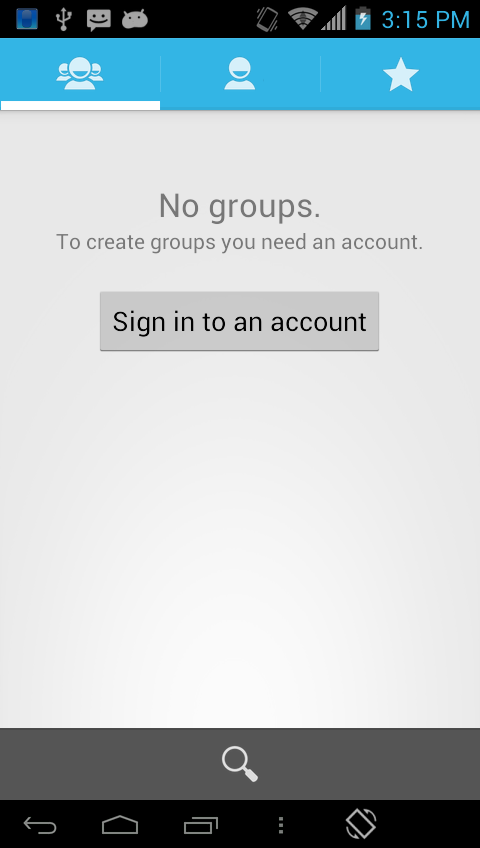 3:15 PM
No groups.
To create groups you need an account.
Sign in to an account